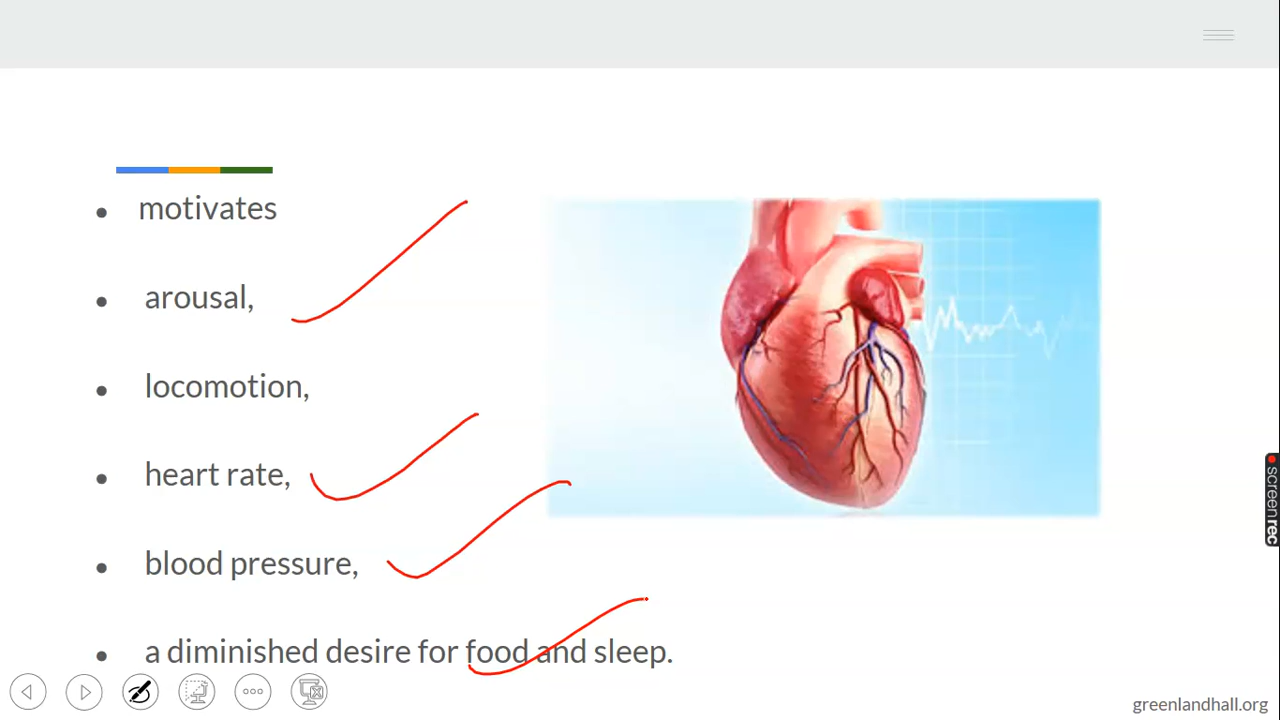 motivates
arousal,
locomotion,
heart rate,
blood pressure,
a diminished desire for food and sleep.
screenrec
greenlandhall.org